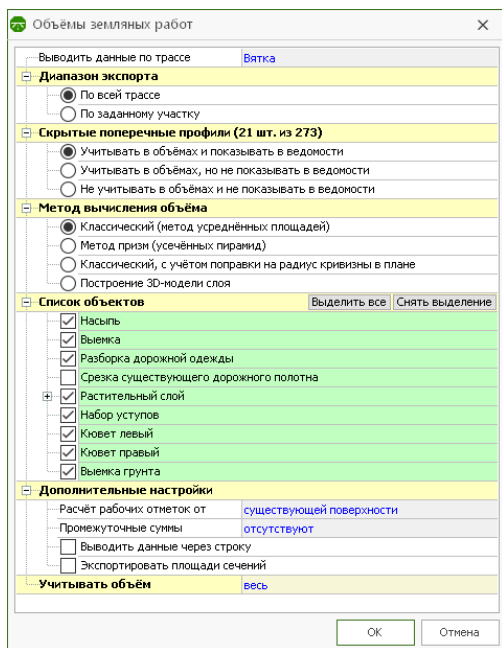 Объёмы земляных работ
Выводить данные по трассе Вятка
Диапазон экспорта
По всей трассе
По заданному участку
Скрытые поперечные профили (21 шт. из 273)
Учитывать в объёмах и показывать в ведомости
Учитывать в объёмах, но не показывать в ведомости
Не учитывать в объёмах и не показывать в ведомости
Метод вычисления объёма
Классический (метод усреднённых площадей)
Метод призм (усечённых пирамид)
Классический, с учётом поправки на радиус кривизны в плане
Построение 3D-модели слоя
Список объектов Выделить все Снять выделение
Насыпь
Выемка
Разборка дорожной одежды
Срезка существующего дорожного полотна
Растительный слой
Набор уступов
Кювет левый
Кювет правый
Выемка грунта
Дополнительные настройки
Расчёт рабочих отметок от существующей поверхности
Промежуточные суммы отсутствуют
Выводить данные через строку
Экспортировать площади сечений
Учитывать объём весь
OK Отмена